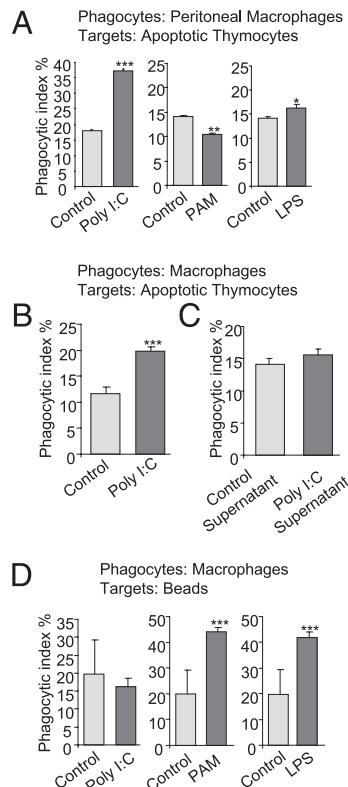 A
Phagocytes: Peritoneal Macrophages
Targets: Apoptotic Thymocytes
Phagocytic index %
40
35
30
25
20
15
10
5
0
***
Control
Poly I:C
25
20
15
10
5
0
**
Control
PAM
25
20
15
10
5
0
*
Control
LPS
Phagocytes: Macrophages
Targets: Apoptotic Thymocytes
B
Phagocytic index %
25
20
15
10
5
0
***
Control
Poly I:C
C
Phagocytic index %
20
15
10
5
0
Control
Supernatant
Poly I:C
Supernatant
D
Phagocytes: Macrophages
Targets: Beads
Phagocytic index %
35
30
25
20
15
10
5
0
Control
Poly I:C
50
40
30
20
10
0
***
Control
PAM
50
40
30
20
10
0
***
Control
LPS